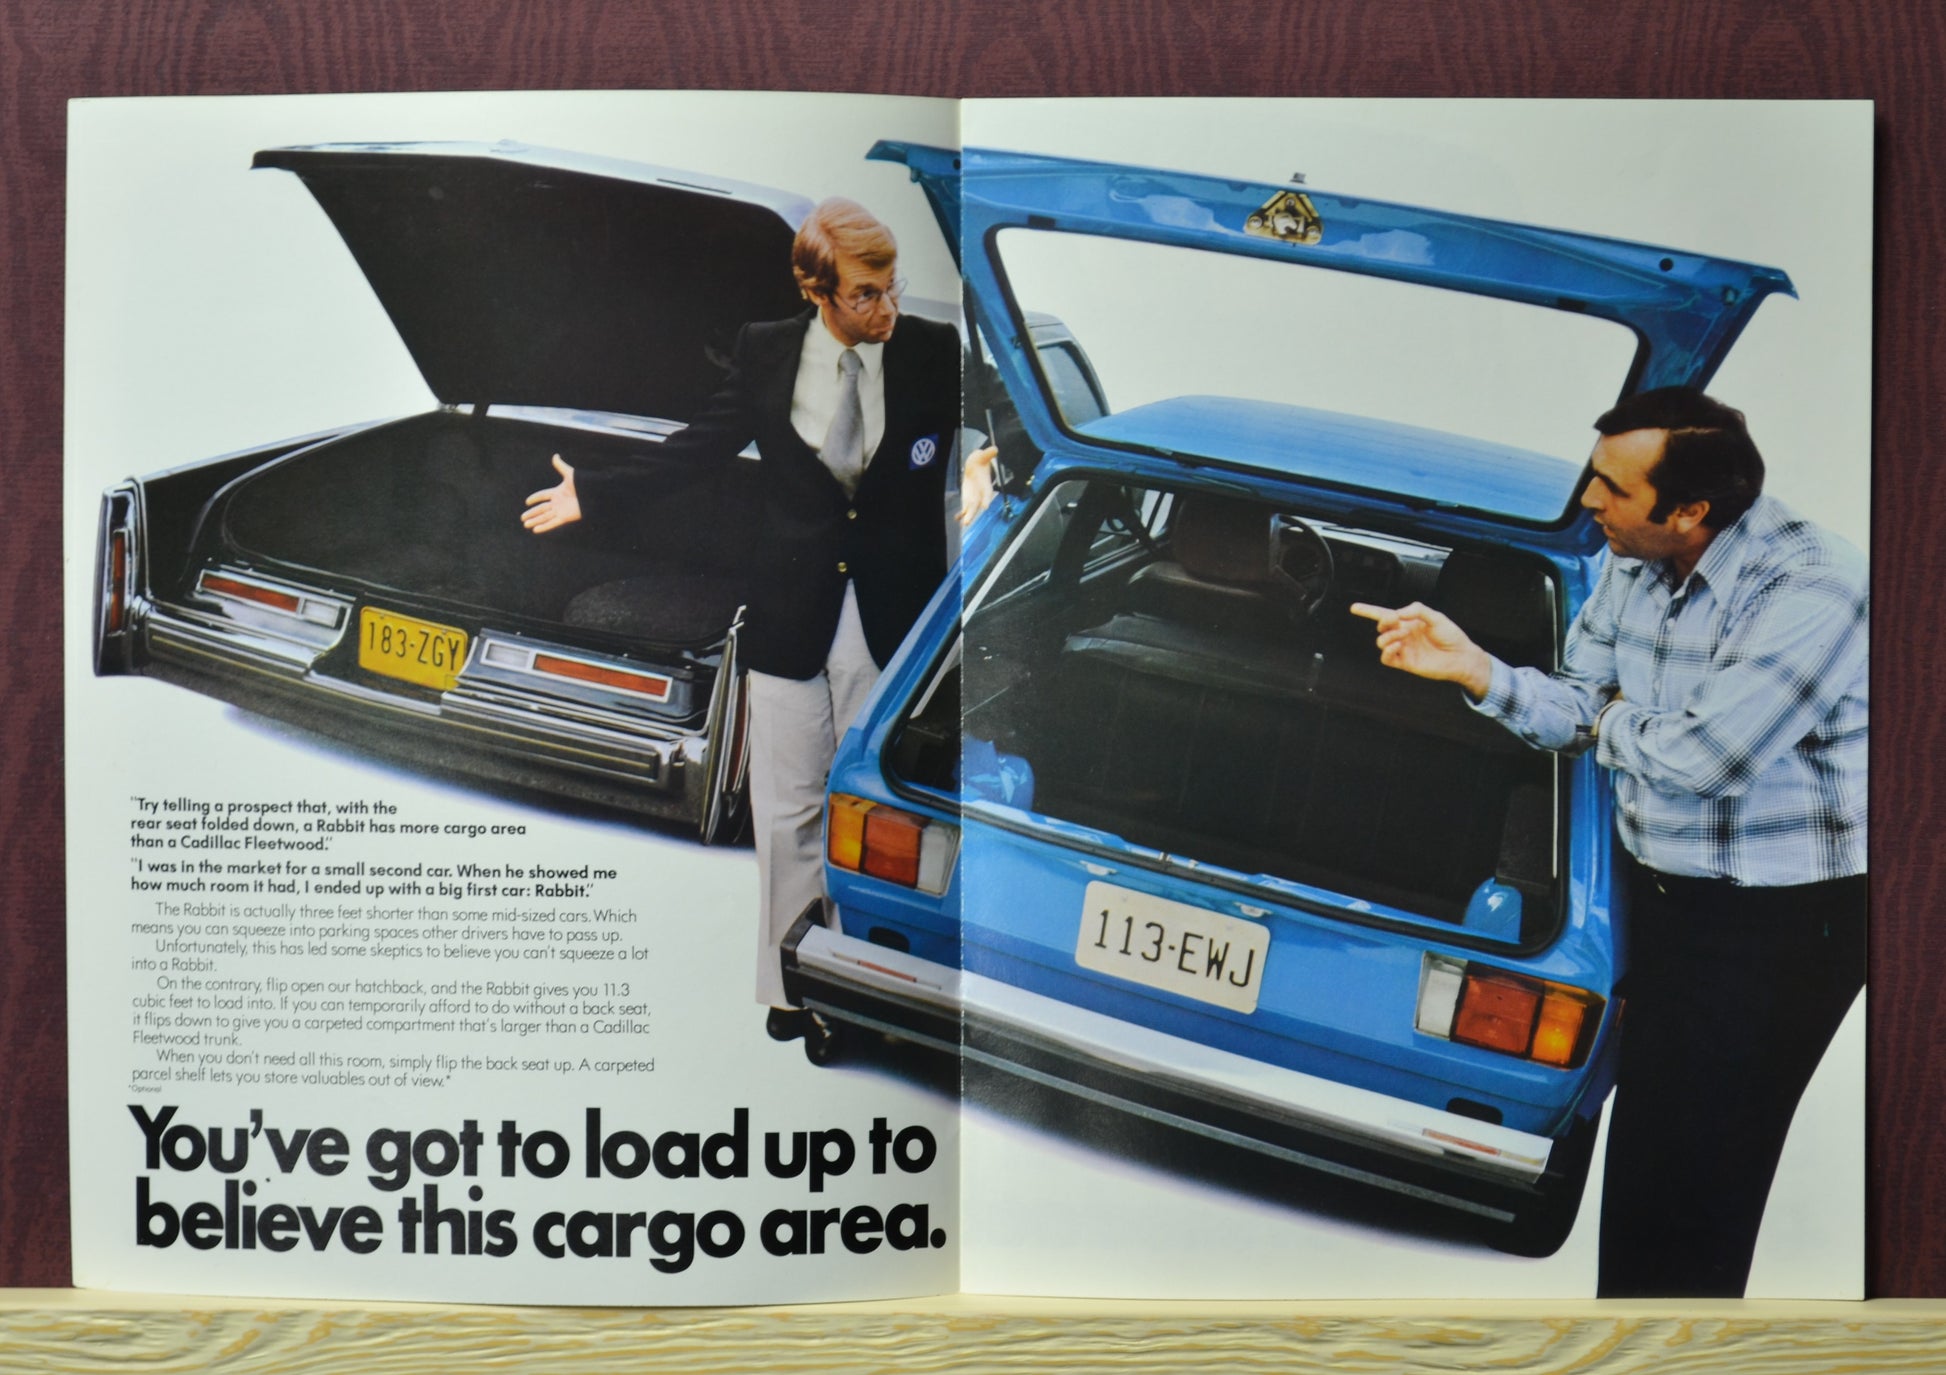 183-ZGY
113-EWJ
"Try telling a prospect that, with the
rear seat folded down, a Rabbit has more cargo area
than a Cadillac Fleetwood."
"I was in the market for a small second car. When he showed me
how much room it had, I ended up with a big first car: Rabbit."
The Rabbit is actually three feet shorter than some mid-sized cars. Which
means you can squeeze into parking spaces other drivers have to pass up.
Unfortunately, this has led some skeptics to believe you can't squeeze a lot
into a Rabbit.
On the contrary, flip open our hatchback, and the Rabbit gives you 11.3
cubic feet to load into. If you can temporarily afford to do without a back seat,
it flips down to give you a carpeted compartment that's larger than a Cadillac
Fleetwood trunk.
When you don't need all this room, simply flip the back seat up. A carpeted
parcel shelf lets you store valuables out of view.*
*Optional
You've got to load up to
believe this cargo area.